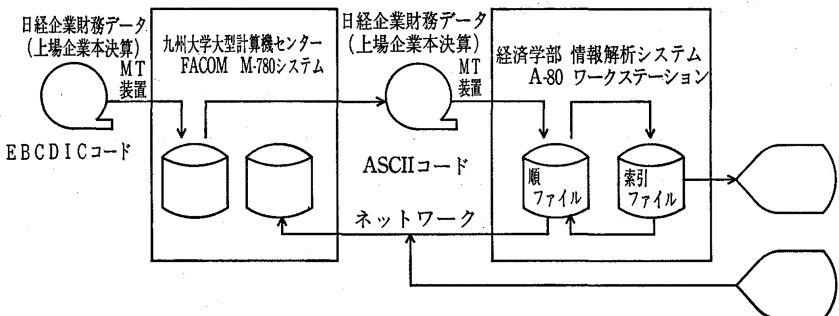 日経企業財務データ
(上場企業本決算)
MT
装置
EBCDICコード
九州大学大型計算機センター
FACOM M-780システム
日経企業財務データ
(上場企業本決算)
MT
装置
ASCIIコード
ネットワーク
経済学部 情報解析システム
A-80 ワークステーション
順
ファイル
索引
ファイル